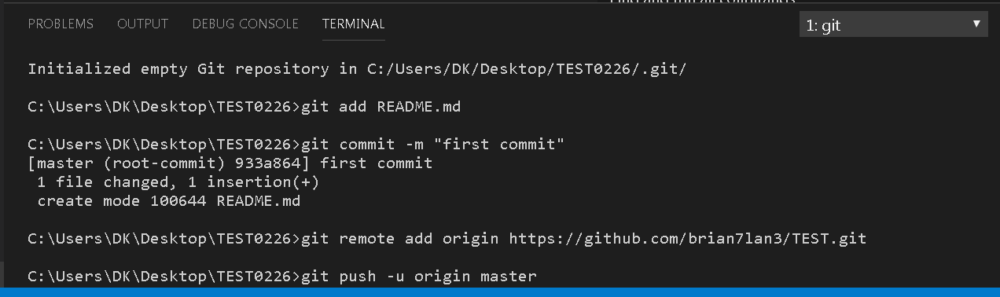 PROBLEMS OUTPUT DEBUG CONSOLE TERMINAL 1: git
Initialized empty Git repository in C:/Users/DK/Desktop/TEST0226/.git/
C:\Users\DK\Desktop\TEST0226>git add README.md
C:\Users\DK\Desktop\TEST0226>git commit -m "first commit"
[master (root-commit) 933a864] first commit
1 file changed, 1 insertion(+)
create mode 100644 README.md
C:\Users\DK\Desktop\TEST0226>git remote add origin https://github.com/brian7lan3/TEST.git
C:\Users\DK\Desktop\TEST0226>git push -u origin master